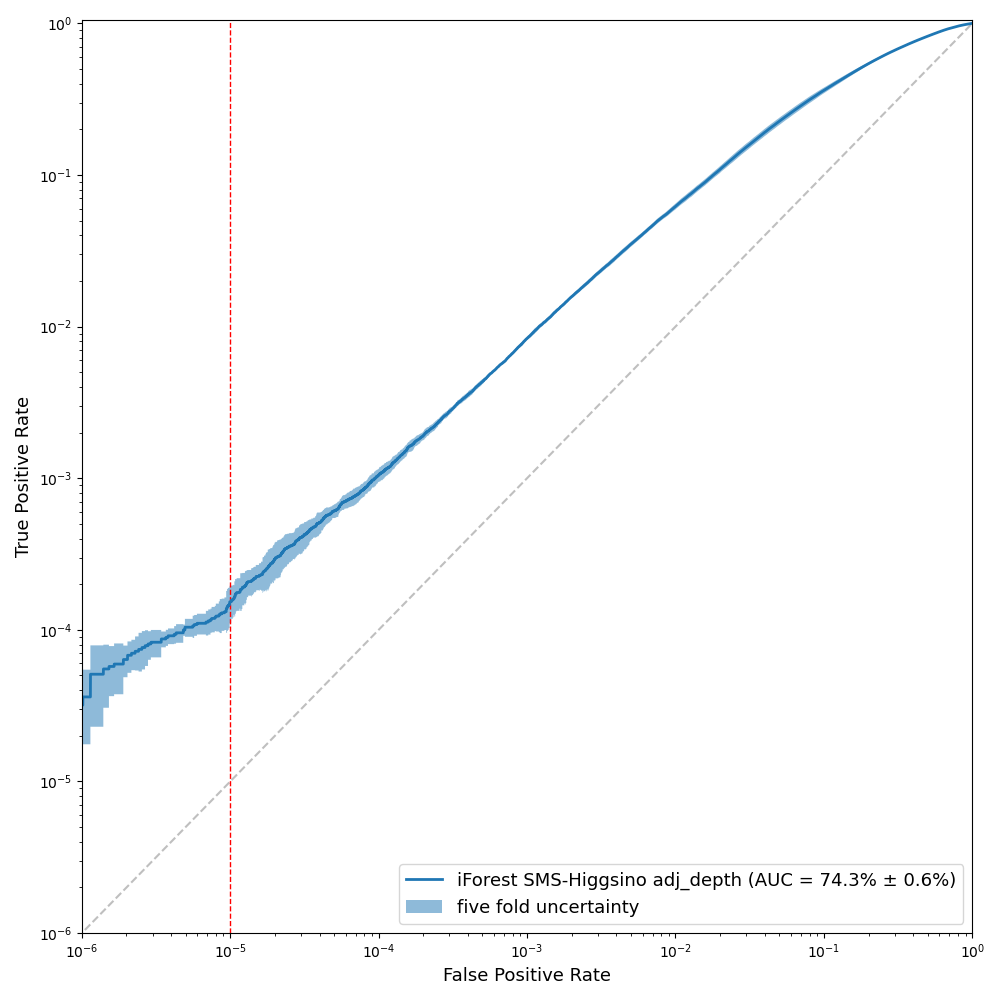 10⁰
10⁻¹
10⁻²
10⁻³
10⁻⁴
10⁻⁵
10⁻⁶
True Positive Rate
iForest SMS-Higgsino adj_depth (AUC = 74.3% ± 0.6%)
five fold uncertainty
10⁻⁶ 10⁻⁵ 10⁻⁴ 10⁻³ 10⁻² 10⁻¹ 10⁰
False Positive Rate